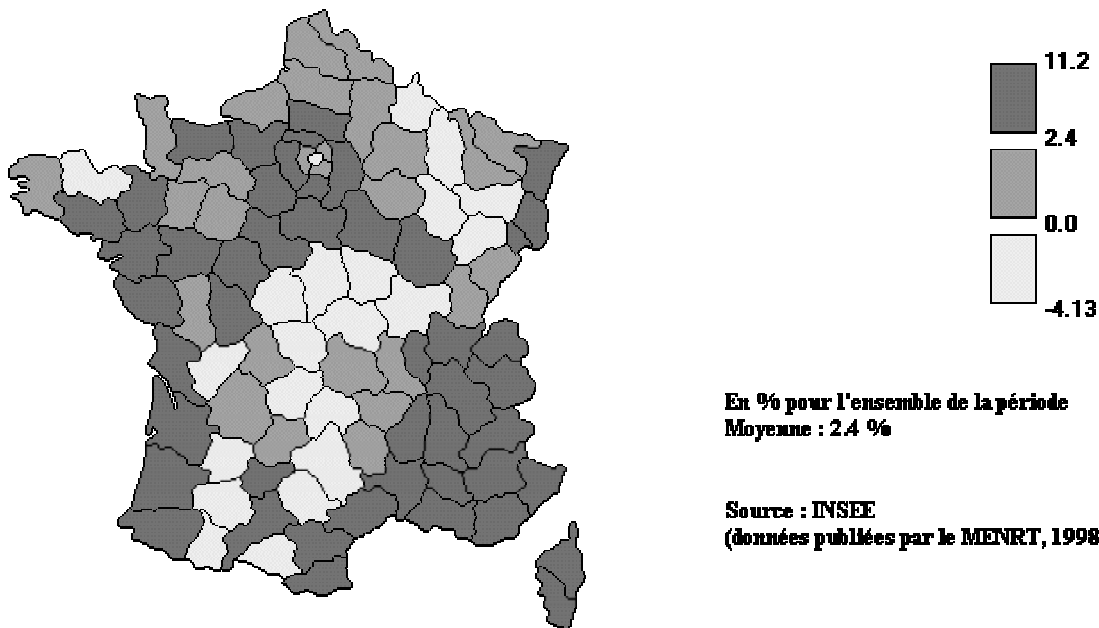 11.2
2.4
0.0
-4.13
En % pour l'ensemble de la période
Moyenne : 2.4 %
Source : INSEE
(données publiées par le MENRT, 1998